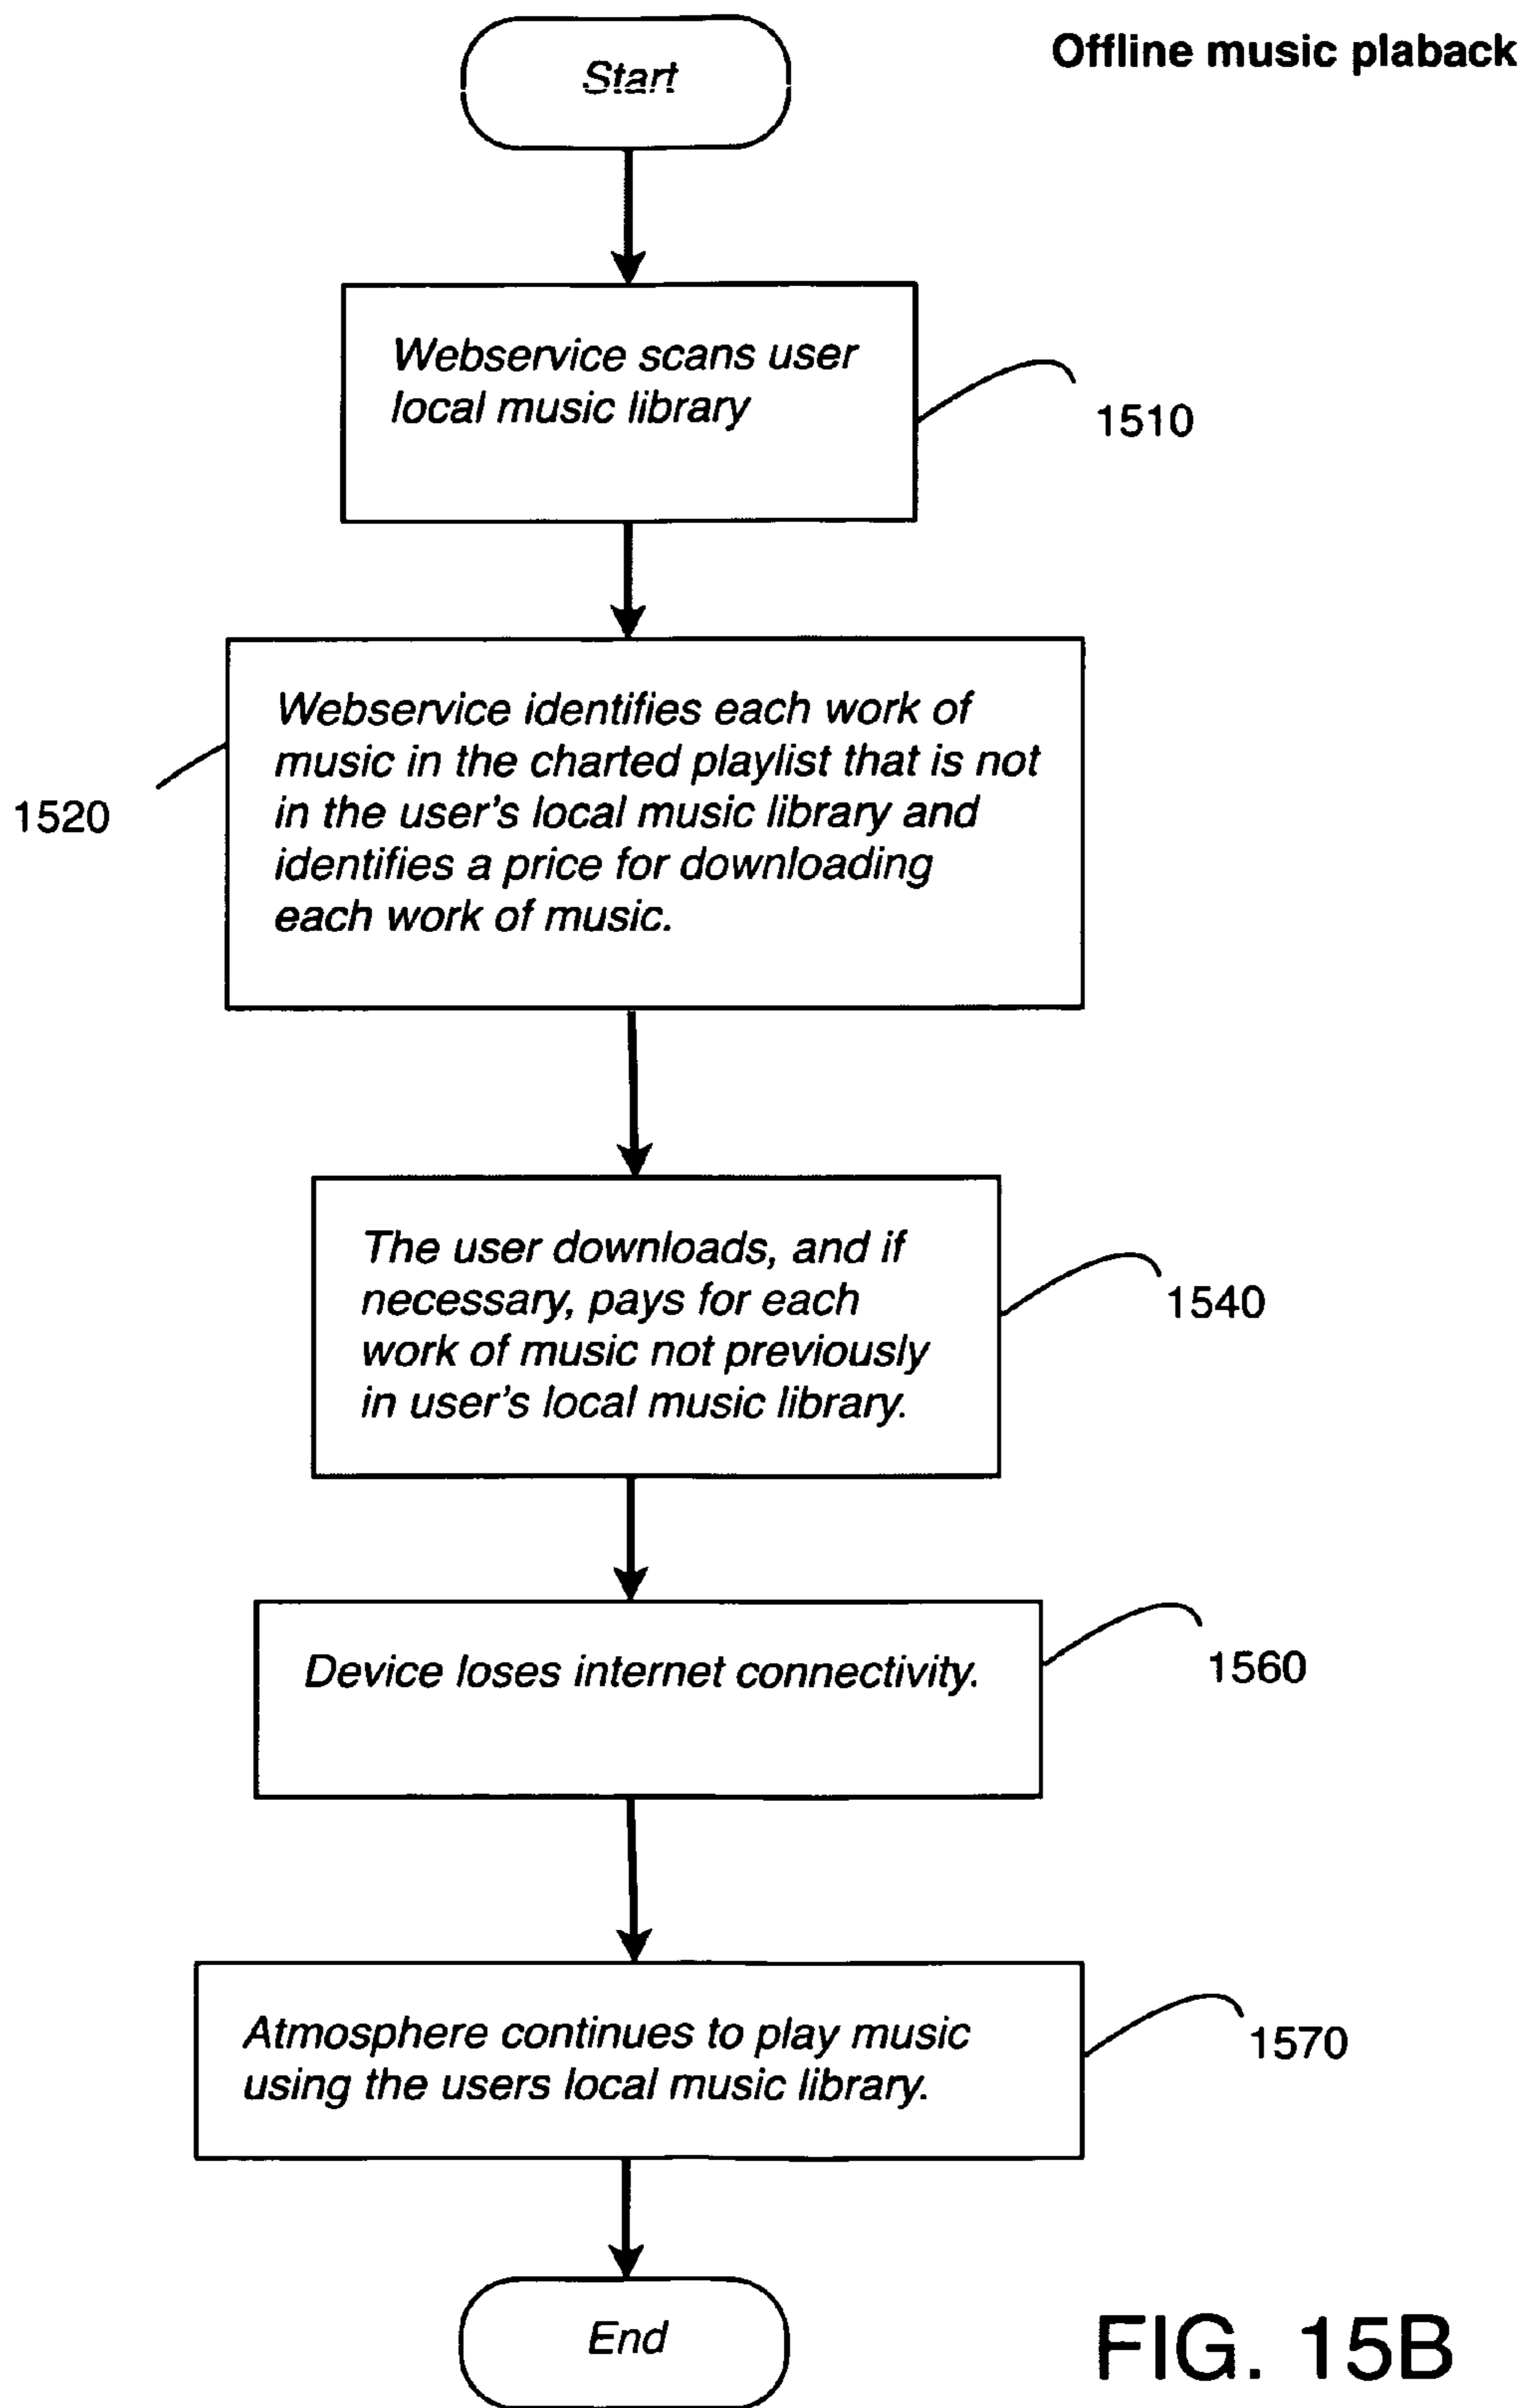 Offline music plaback
Start
Webservice scans user
local music library
1510
Webservice identifies each work of
music in the charted playlist that is not
in the user's local music library and
identifies a price for downloading
each work of music.
1520
The user downloads, and if
necessary, pays for each
work of music not previously
in user's local music library.
1540
Device loses internet connectivity.
1560
Atmosphere continues to play music
using the users local music library.
1570
End
FIG. 15B